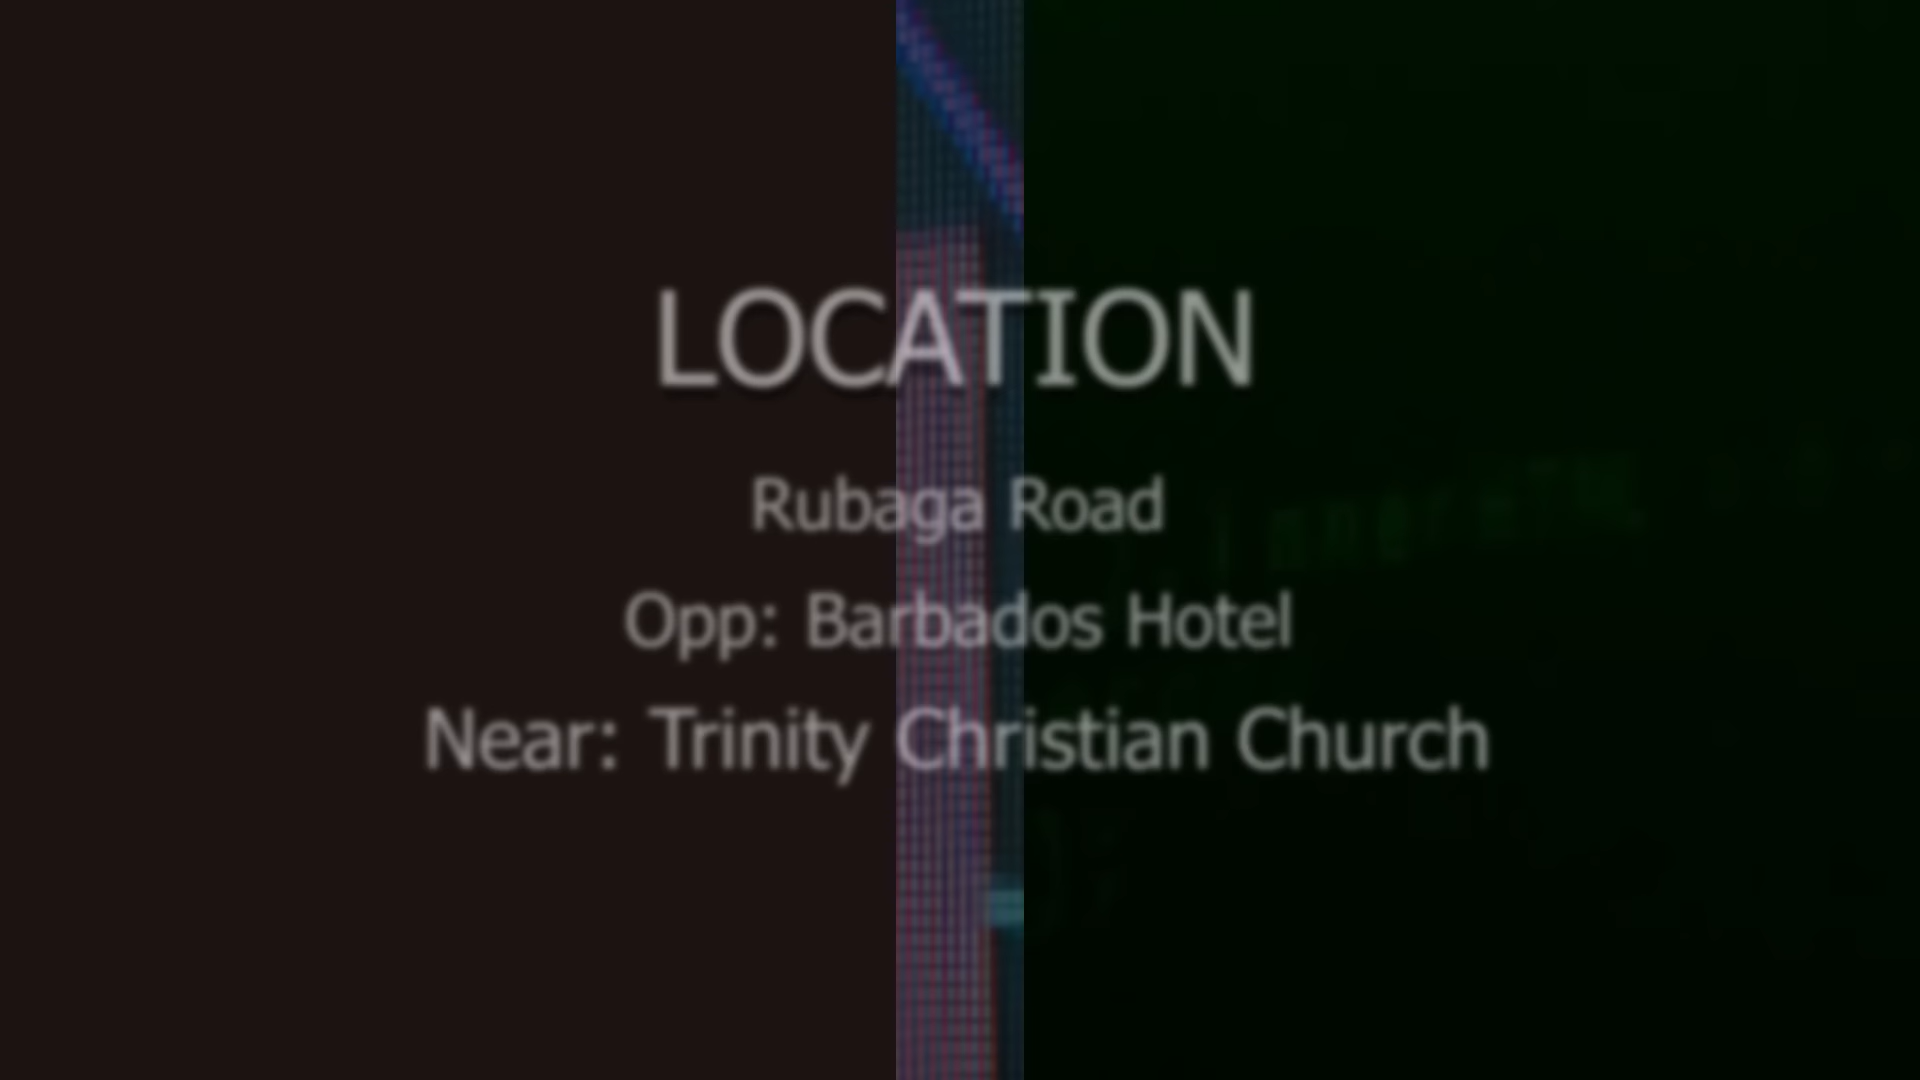 LOCATION
Rubaga Road
Opp: Barbados Hotel
Near: Trinity Christian Church